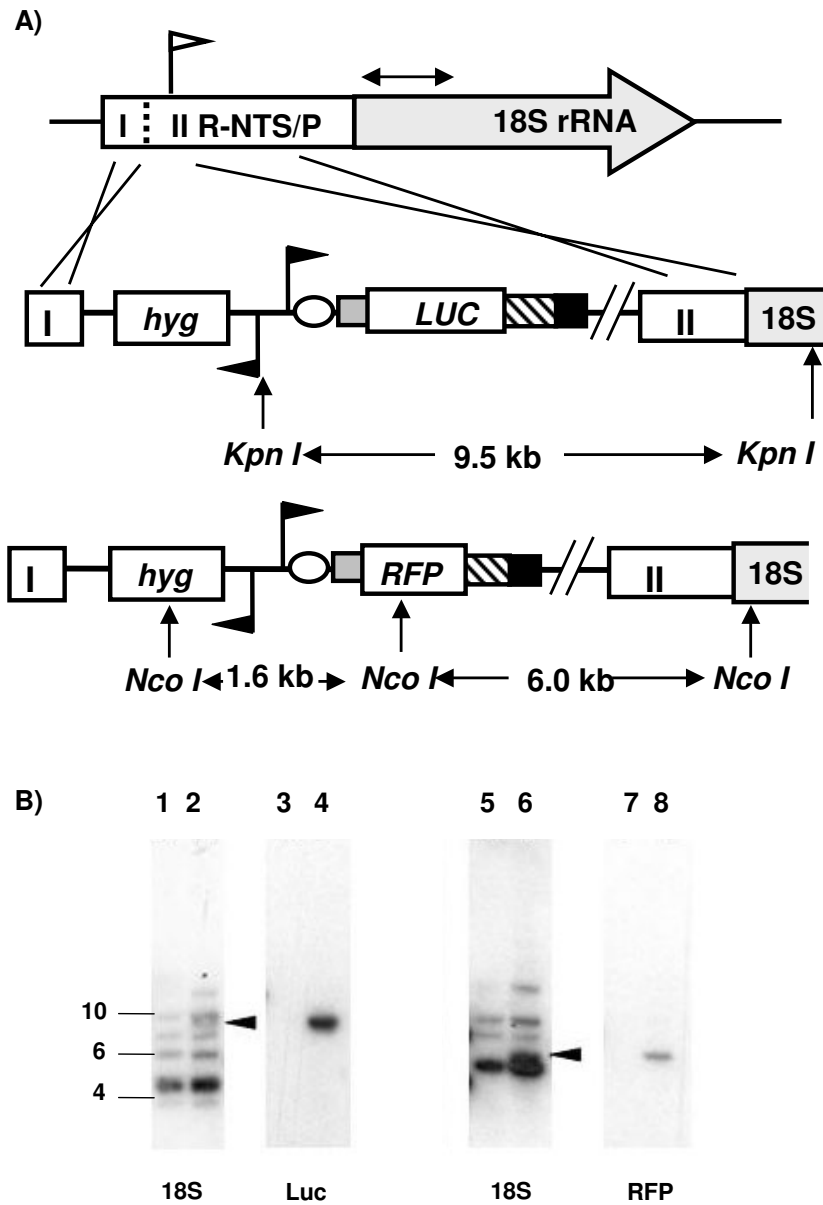 A)
I II R-NTS/P 18S rRNA
I hyg LUC II 18S
Kpn I 9.5 kb Kpn I
I hyg RFP II 18S
Nco I 1.6 kb Nco I 6.0 kb Nco I
B) 1 2 3 4 5 6 7 8
10
6
4
18S Luc 18S RFP